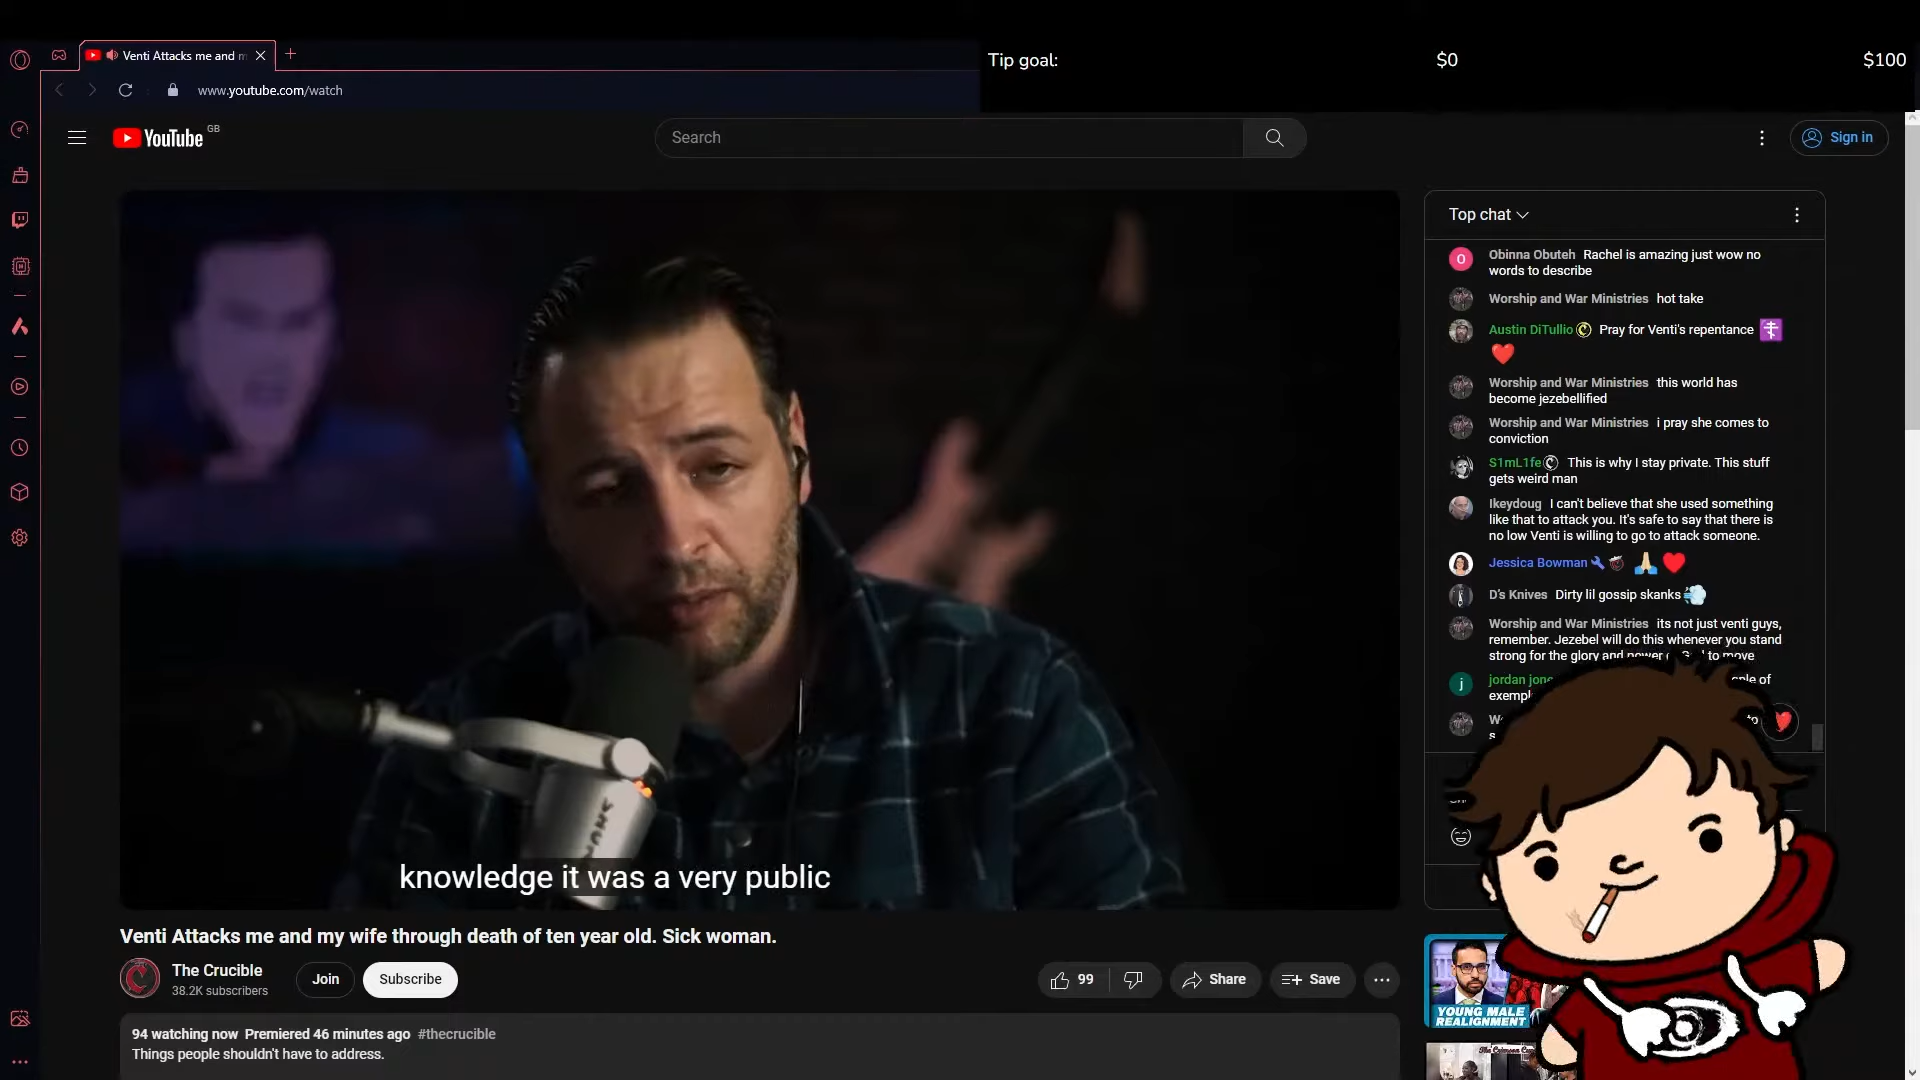 Venti Attacks me and m
Tip goal:
$0
$100
www.youtube.com/watch
YouTube
GB
Search
Sign in
Top chat
Obinna Obuteh Rachel is amazing just wow no
words to describe
Worship and War Ministries hot take
Austin DiTullio Pray for Venti's repentance
Worship and War Ministries this world has
become jezebellified
Worship and War Ministries i pray she comes to
conviction
S1mL1fe This is why I stay private. This stuff
gets weird man
Ikeydoug I can't believe that she used something
like that to attack you. It's safe to say that there is
no low Venti is willing to go to attack someone.
Jessica Bowman
D's Knives Dirty lil gossip skanks
Worship and War Ministries its not just venti guys,
remember. Jezebel will do this whenever you stand
strong for the glory and to move
jordan of
knowledge it was a very public
Venti Attacks me and my wife through death of ten year old. Sick woman.
The Crucible
38.2K subscribers
Join
Subscribe
99
Share
Save
94 watching now Premiered 46 minutes ago #thecrucible
Things people shouldn't have to address.
YOUNG MALE
REALIGNMENT